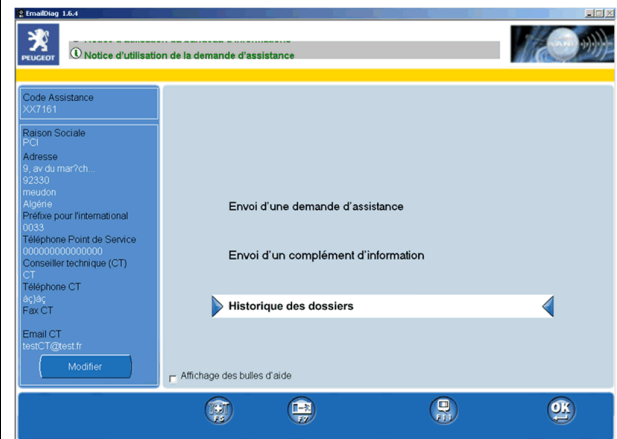 EmailDiag 1.6.4
PEUGEOT
Notice d'utilisation de la demande d'assistance
Code Assistance
XX7161
Raison Sociale
PCI
Adresse
9, av du mar?ch...
92330
meudon
Algérie
Préfixe pour l'international
0033
Téléphone Point de Service
000000000000000
Conseiller technique (CT)
CT
Téléphone CT
àç)àç
Fax CT
Email CT
testCT@test.fr
Modifier
Envoi d'une demande d'assistance
Envoi d'un complément d'information
Historique des dossiers
Affichage des bulles d'aide
F11
OK